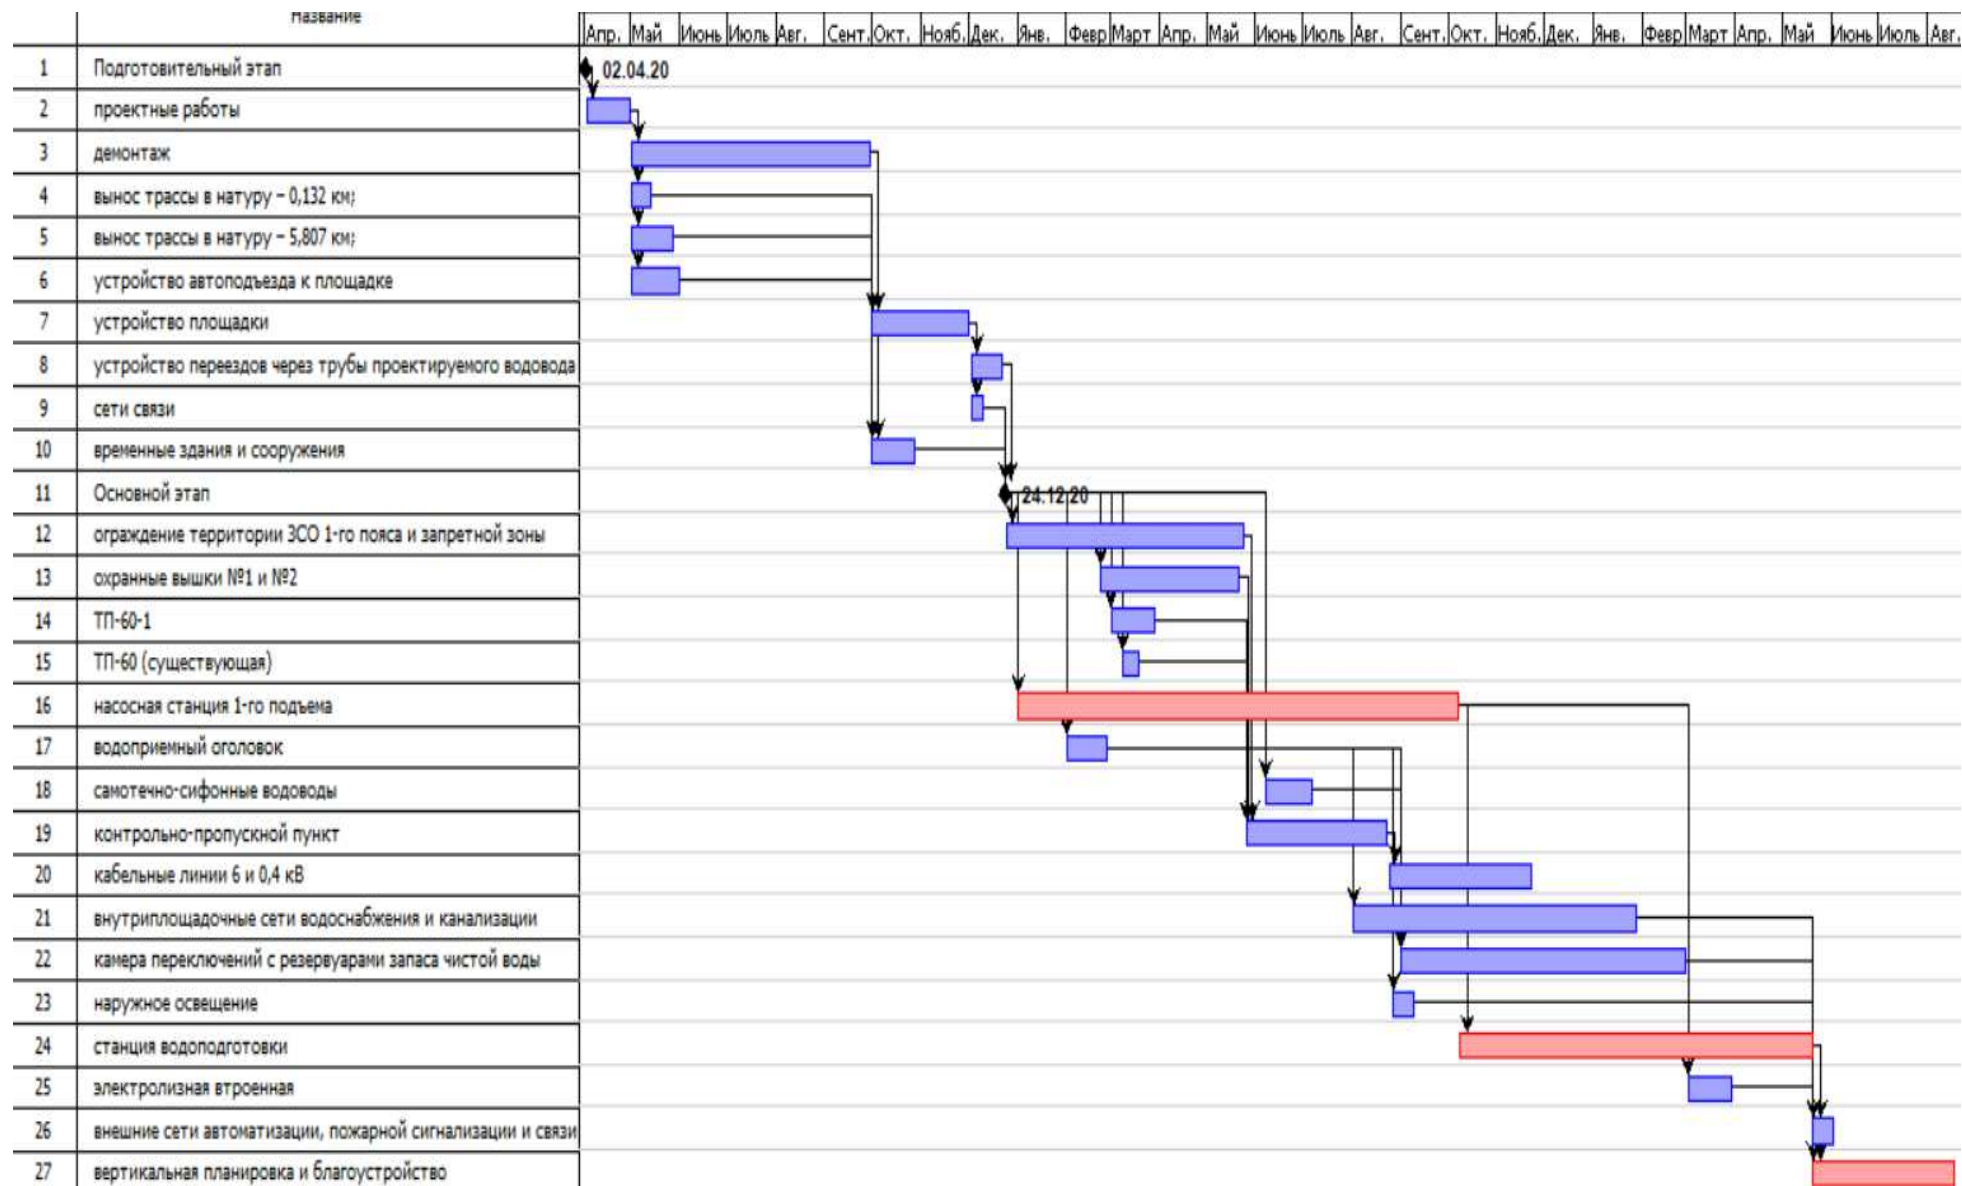 Название
Апр. Май Июнь Июль Авг. Сент. Окт. Нояб. Дек. Янв. Февр Март Апр. Май Июнь Июль Авг. Сент. Окт. Нояб. Дек. Янв. Февр Март Апр. Май Июнь Июль Авг.
1 Подготовительный этап 02.04.20
2 проектные работы
3 демонтаж
4 вынос трассы в натуру – 0,132 км;
5 вынос трассы в натуру – 5,807 км;
6 устройство автоподъезда к площадке
7 устройство площадки
8 устройство переездов через трубы проектируемого водовода
9 сети связи
10 временные здания и сооружения
11 Основной этап 24.12.20
12 ограждение территории ЗСО 1-го пояса и запретной зоны
13 охранные вышки №1 и №2
14 ТП-60-1
15 ТП-60 (существующая)
16 насосная станция 1-го подъема
17 водоприемный оголовок
18 самотечно-сифонные водоводы
19 контрольно-пропускной пункт
20 кабельные линии 6 и 0,4 кВ
21 внутриплощадочные сети водоснабжения и канализации
22 камера переключений с резервуарами запаса чистой воды
23 наружное освещение
24 станция водоподготовки
25 электролизная втроенная
26 внешние сети автоматизации, пожарной сигнализации и связи
27 вертикальная планировка и благоустройство